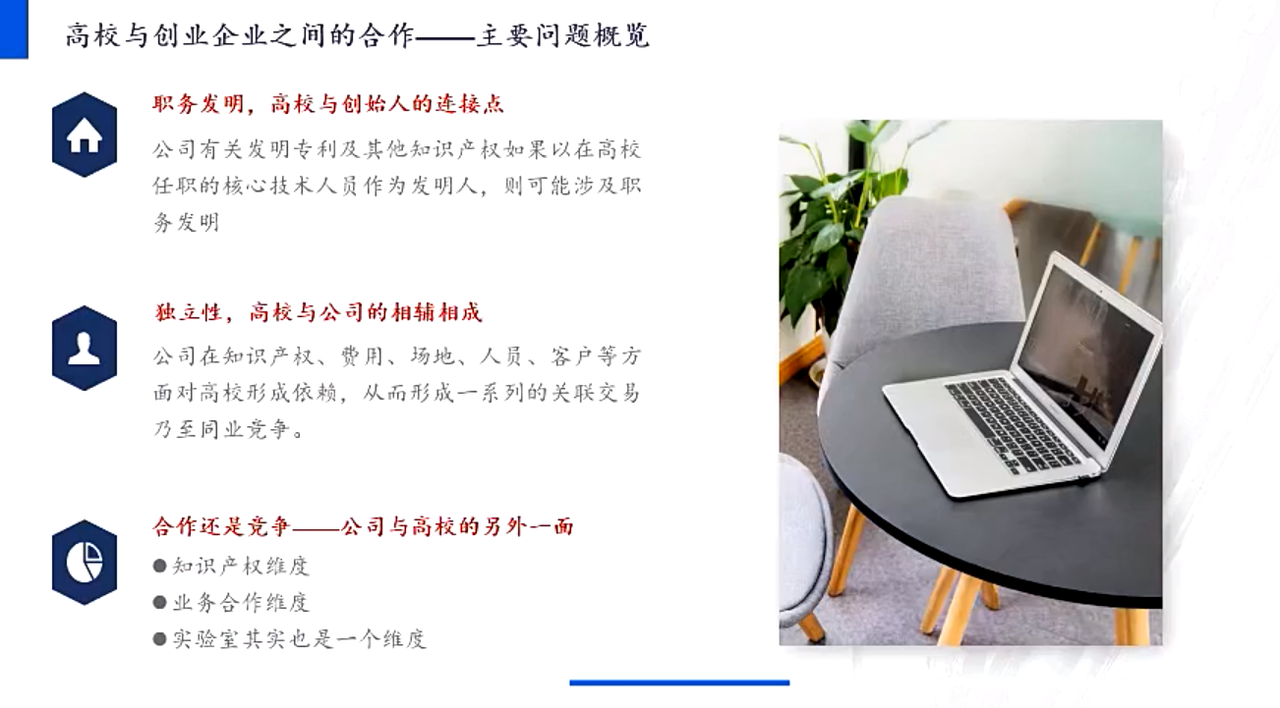 高校与创业企业之间的合作——主要问题概览
职务发明，高校与创始人的连接点
公司有关发明专利及其他知识产权如果以在高校
任职的核心技术人员作为发明人，则可能涉及职
务发明
独立性，高校与公司的相辅相成
公司在知识产权、费用、场地、人员、客户等方
面对高校形成依赖，从而形成一系列的关联交易
乃至同业竞争。
合作还是竞争——公司与高校的另外一面
●知识产权维度
●业务合作维度
●实验室其实也是一个维度